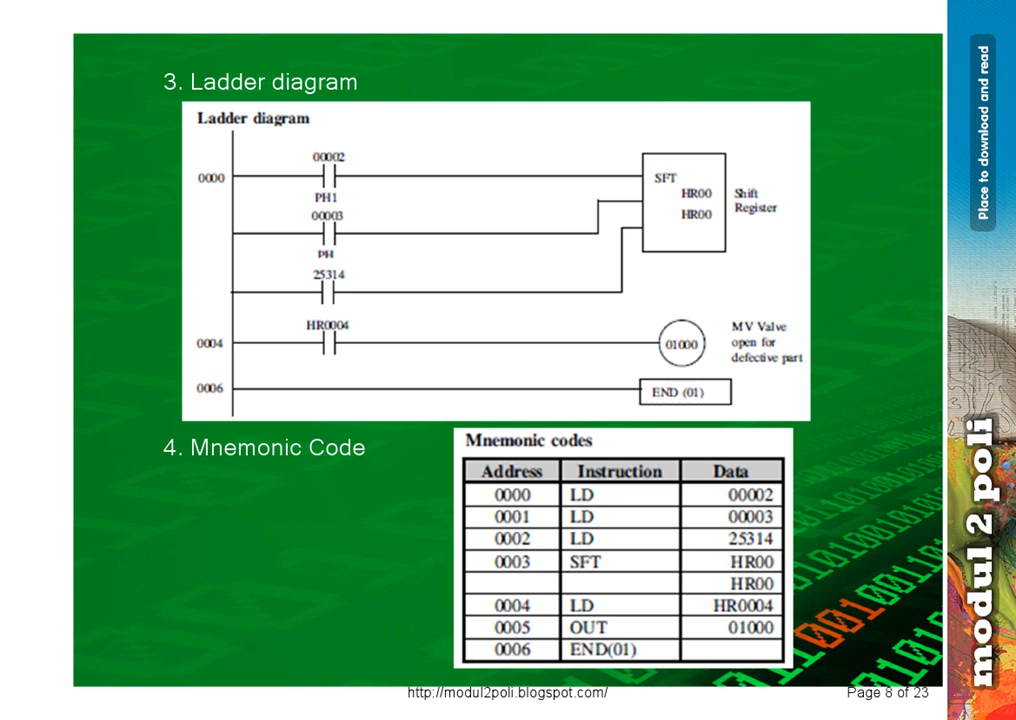 3. Ladder diagram
Ladder diagram
00002
0000
PH1
SFT
HR00
HR00
Shift
Register
00003
PH
25314
HR0004
0004
01000
MV Valve
open for
defective part
0006
END (01)
4. Mnemonic Code
Mnemonic codes
Address Instruction Data
0000 LD 00002
0001 LD 00003
0002 LD 25314
0003 SFT HR00
HR00
0004 LD HR0004
0005 OUT 01000
0006 END(01)
http://modul2poli.blogspot.com/
Page 8 of 23
Place to download and read
modul 2 poli